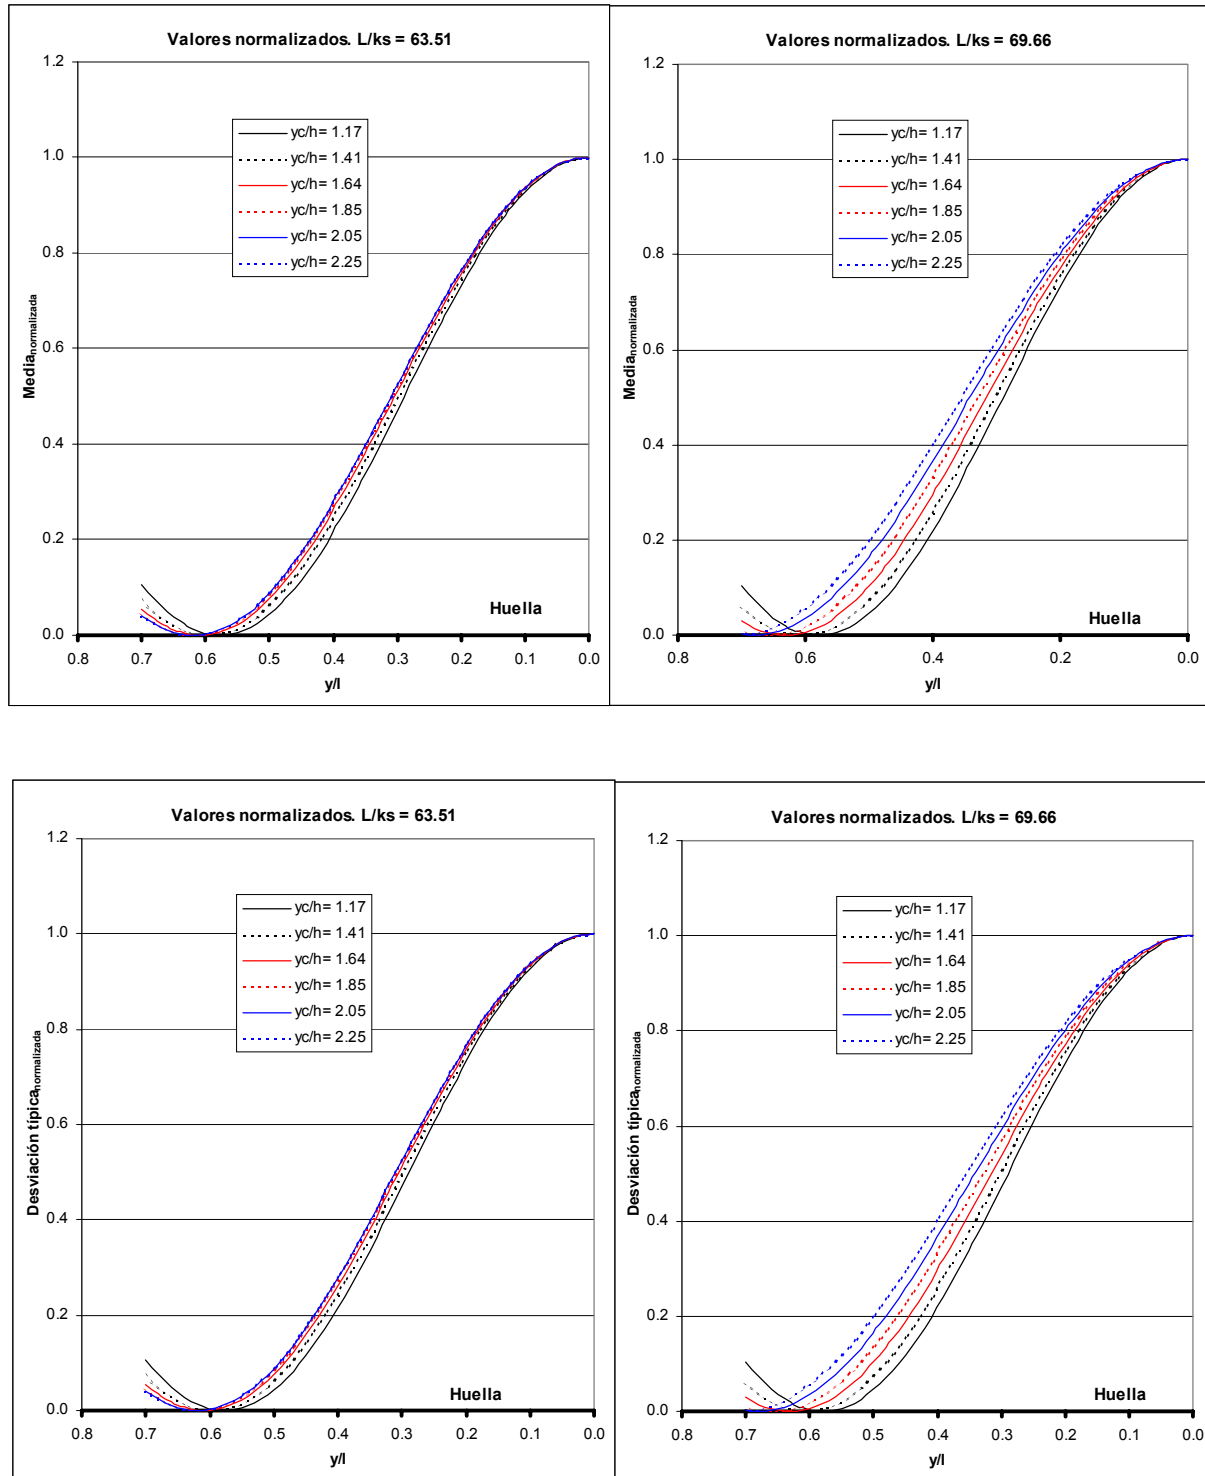 Valores normalizados. L/ks = 63.51
1.2
1.0
0.8
0.6
0.4
0.2
0.0
Media normalizada
yc/h= 1.17
yc/h= 1.41
yc/h= 1.64
yc/h= 1.85
yc/h= 2.05
yc/h= 2.25
Huella
0.8 0.7 0.6 0.5 0.4 0.3 0.2 0.1 0.0
y/l
Valores normalizados. L/ks = 69.66
1.2
1.0
0.8
0.6
0.4
0.2
0.0
Media normalizada
yc/h= 1.17
yc/h= 1.41
yc/h= 1.64
yc/h= 1.85
yc/h= 2.05
yc/h= 2.25
Huella
0.8 0.6 0.4 0.2 0.0
y/l
Valores normalizados. L/ks = 63.51
1.2
1.0
0.8
0.6
0.4
0.2
0.0
Desviación típica normalizada
yc/h= 1.17
yc/h= 1.41
yc/h= 1.64
yc/h= 1.85
yc/h= 2.05
yc/h= 2.25
Huella
0.8 0.7 0.6 0.5 0.4 0.3 0.2 0.1 0.0
y/l
Valores normalizados. L/ks = 69.66
1.2
1.0
0.8
0.6
0.4
0.2
0.0
Desviación típica normalizada
yc/h= 1.17
yc/h= 1.41
yc/h= 1.64
yc/h= 1.85
yc/h= 2.05
yc/h= 2.25
Huella
0.8 0.7 0.6 0.5 0.4 0.3 0.2 0.1 0.0
y/l